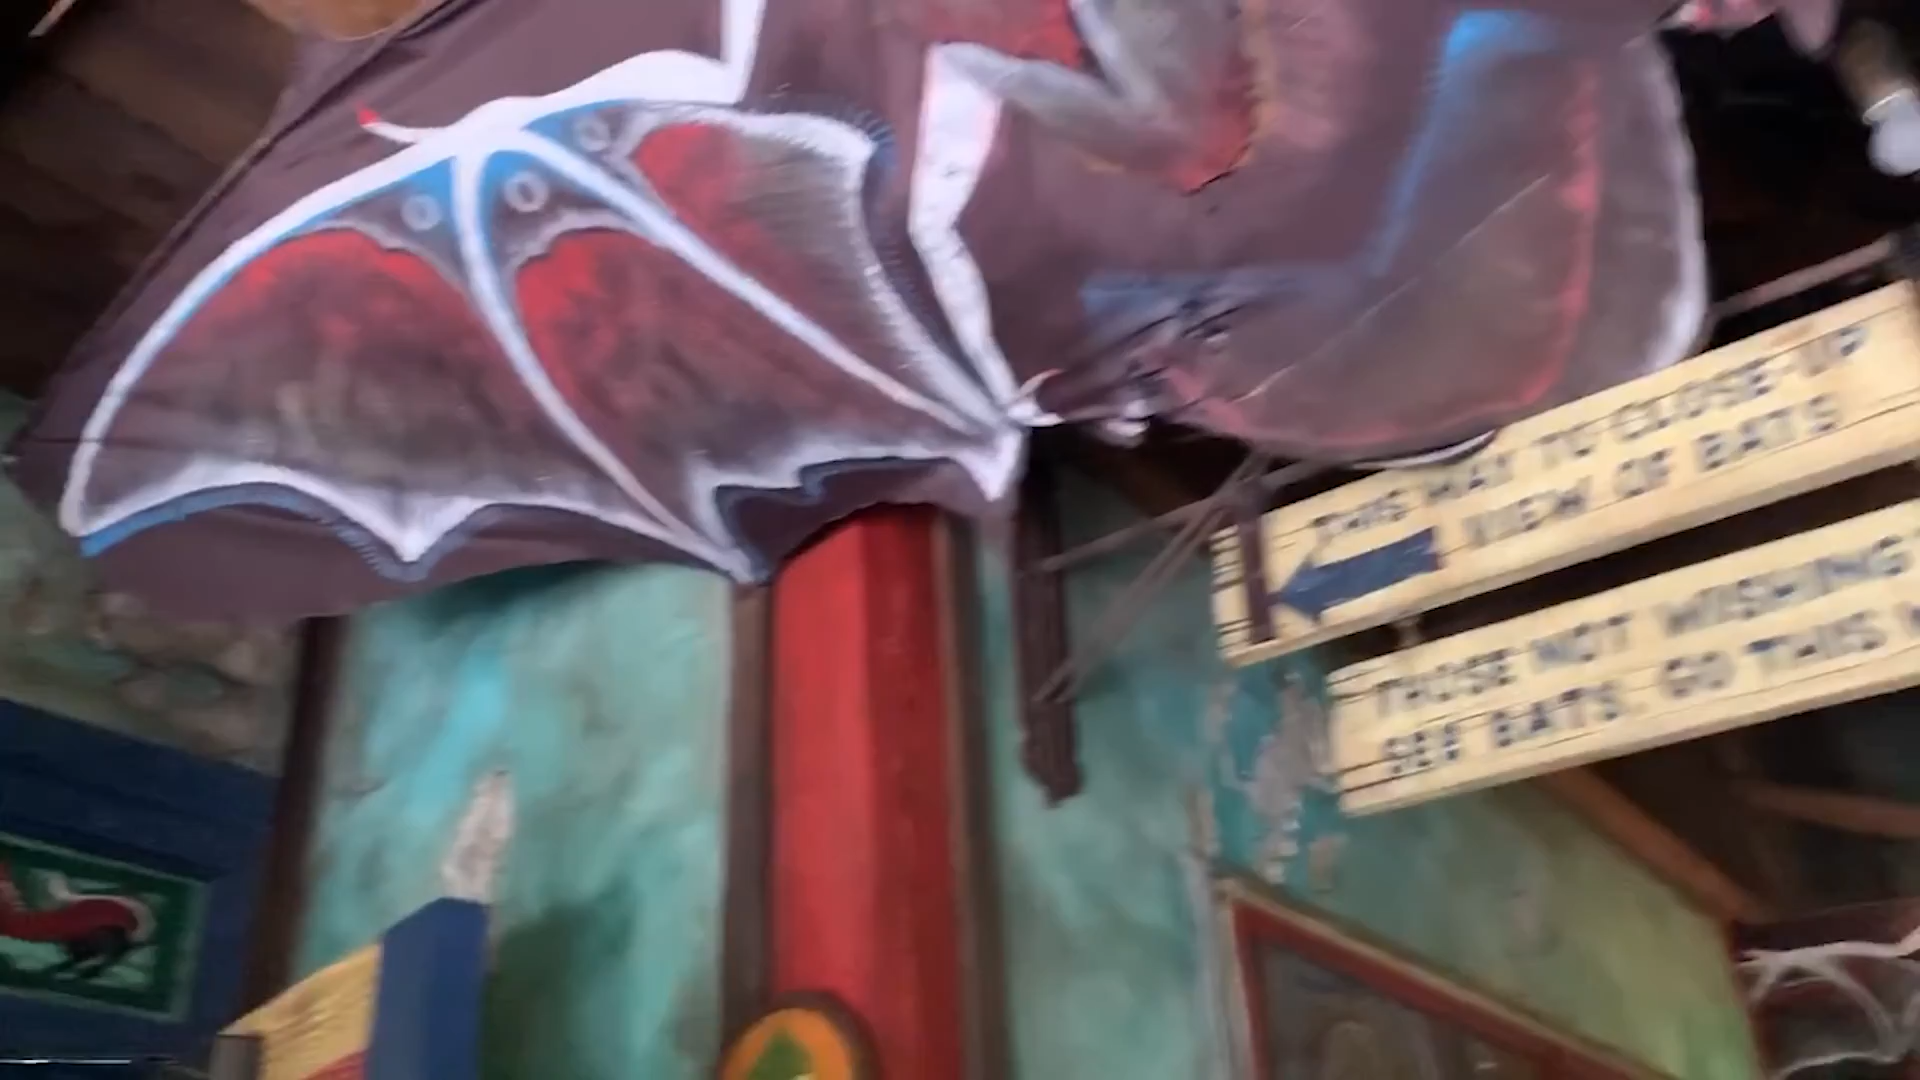 THIS WAY TO CLOSE-UP
VIEW OF BATS
THOSE NOT WISHING
SEE BATS. GO THIS